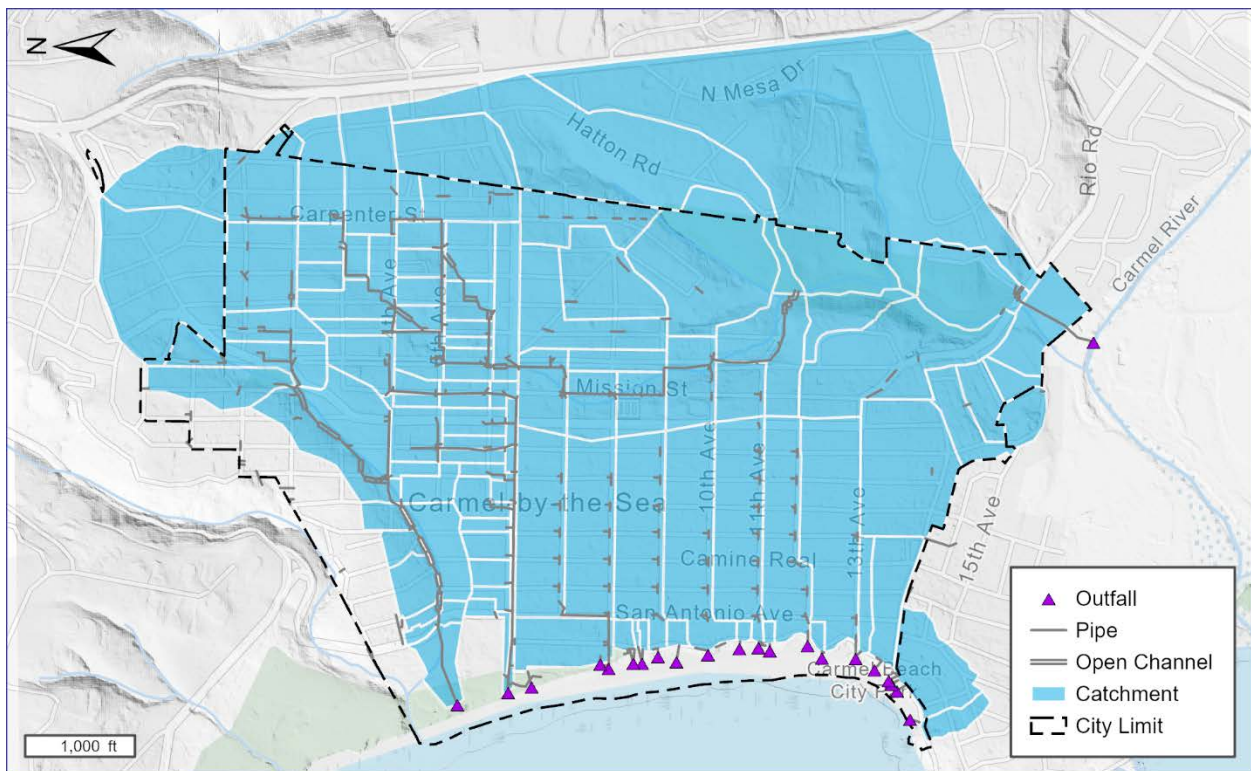 N
N Mesa Dr
Hatton Rd
Rio Rd
Carmel River
Carpenter St
Mission St
Carmel-by-the-Sea
10th Ave
11th Ave
13th Ave
15th Ave
Camine Real
San Antonio Ave
Carmel Beach
City
Outfall
Pipe
Open Channel
Catchment
City Limit
1,000 ft